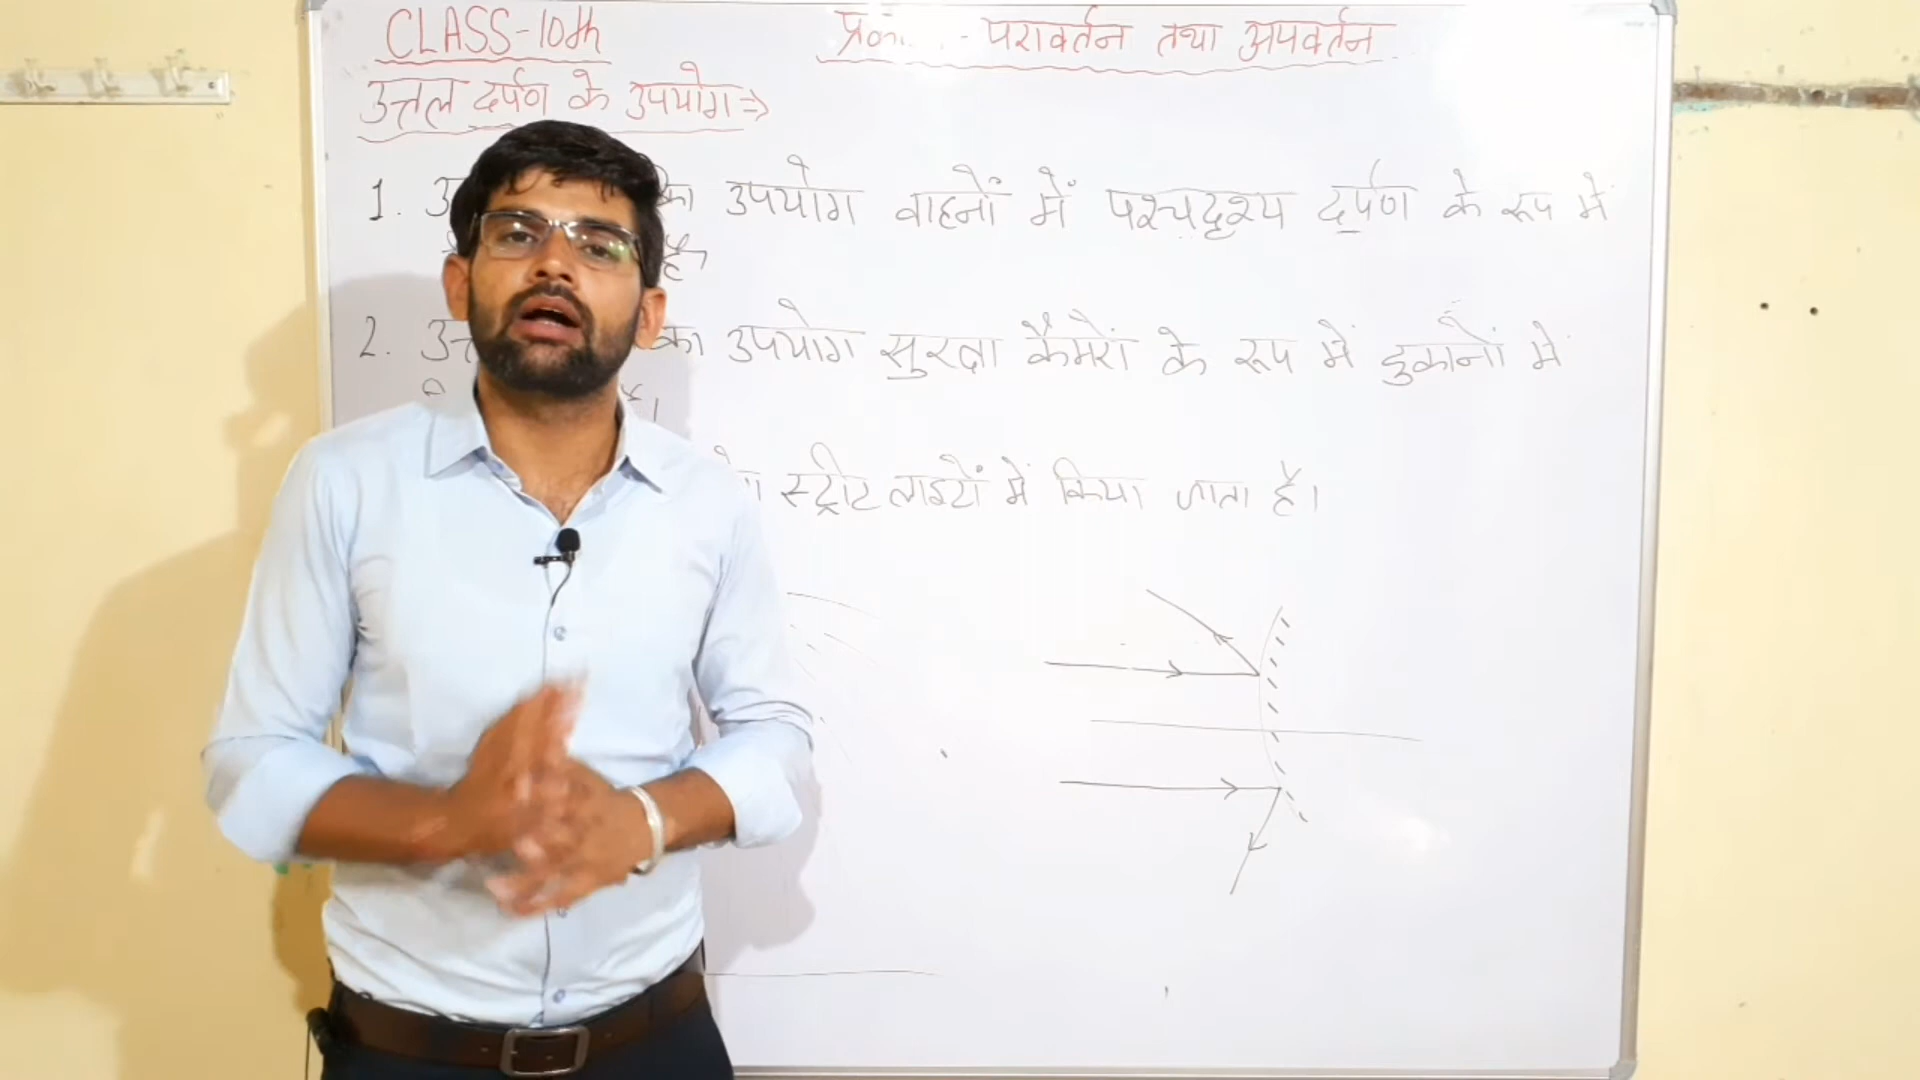 CLASS-10th
परावर्तन तथा अपवर्तन
उत्तल दर्पण के उपयोग⇒
1. का उपयोग वाहनों में पश्चदृश्य दर्पण के रूप में
है
2. का उपयोग सुरक्षा कैमरों के रूप में दुकानों में
स्ट्रीट लाइटों में किया जाता है।